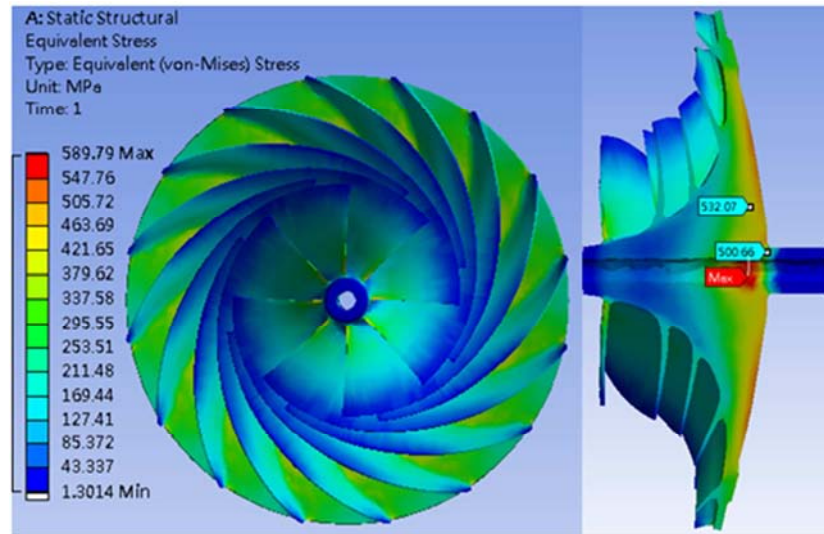 A: Static Structural
Equivalent Stress
Type: Equivalent (von-Mises) Stress
Unit: MPa
Time: 1
589.79 Max
547.76
505.72
463.69
421.65
379.62
337.58
295.55
253.51
211.48
169.44
127.41
85.372
43.337
1.3014 Min
532.07
500.66
Max